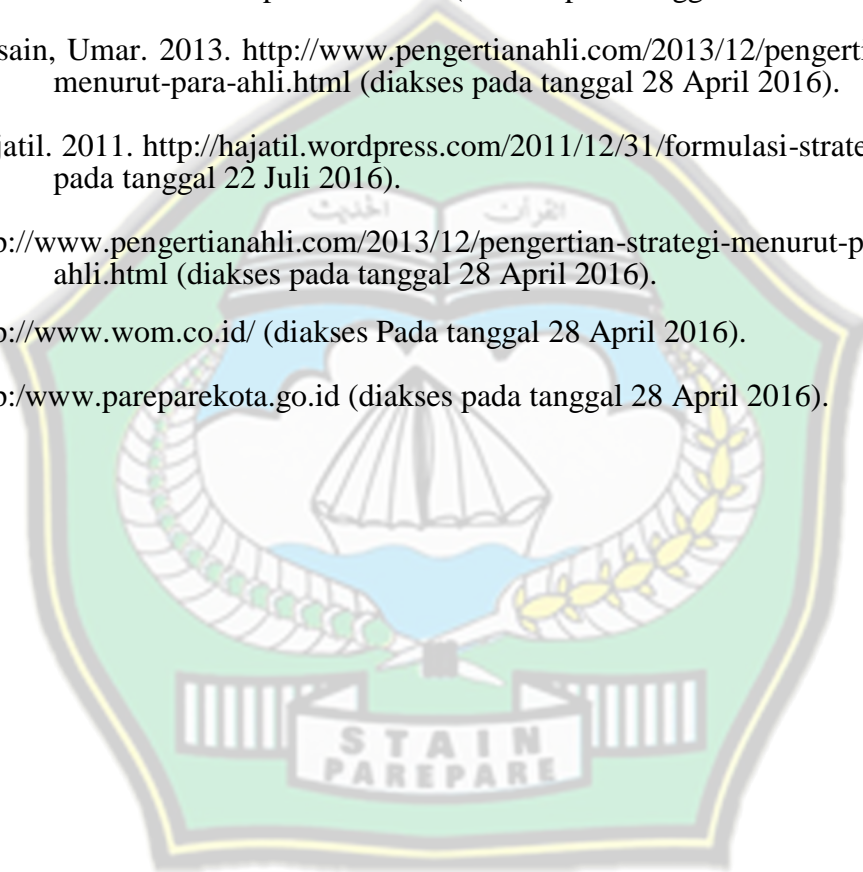 sain, Umar. 2013. http://www.pengertianahli.com/2013/12/pengerti
menurut-para-ahli.html (diakses pada tanggal 28 April 2016).
jatil. 2011. http://hajatil.wordpress.com/2011/12/31/formulasi-strate
pada tanggal 22 Juli 2016).
p://www.pengertianahli.com/2013/12/pengertian-strategi-menurut-p
ahli.html (diakses pada tanggal 28 April 2016).
p://www.wom.co.id/ (diakses Pada tanggal 28 April 2016).
p:/www.pareparekota.go.id (diakses pada tanggal 28 April 2016).
القرآن الحديث
STAIN
PAREPARE